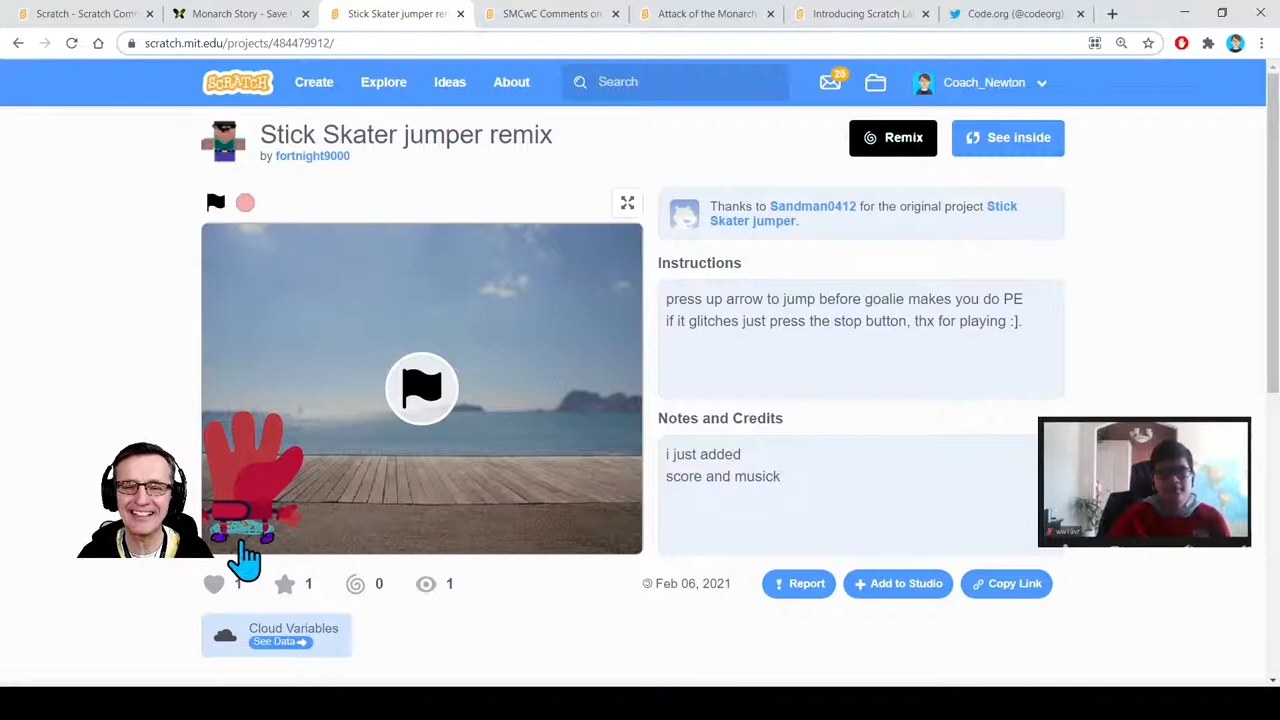 Scratch - Scratch Com
Monarch Story - Save
Stick Skater jumper re
SMCwC Comments on
Attack of the Monarch
Introducing Scratch La
Code.org (@codeorg)
scratch.mit.edu/projects/484479912/
SCRATCH
Create
Explore
Ideas
About
Search
25
Coach_Newton
Stick Skater jumper remix
by fortnight9000
Remix
See inside
Thanks to Sandman0412 for the original project Stick
Skater jumper.
Instructions
press up arrow to jump before goalie makes you do PE
if it glitches just press the stop button, thx for playing :].
Notes and Credits
i just added
score and musick
1
1
0
1
Feb 06, 2021
Report
Add to Studio
Copy Link
Cloud Variables
See Data